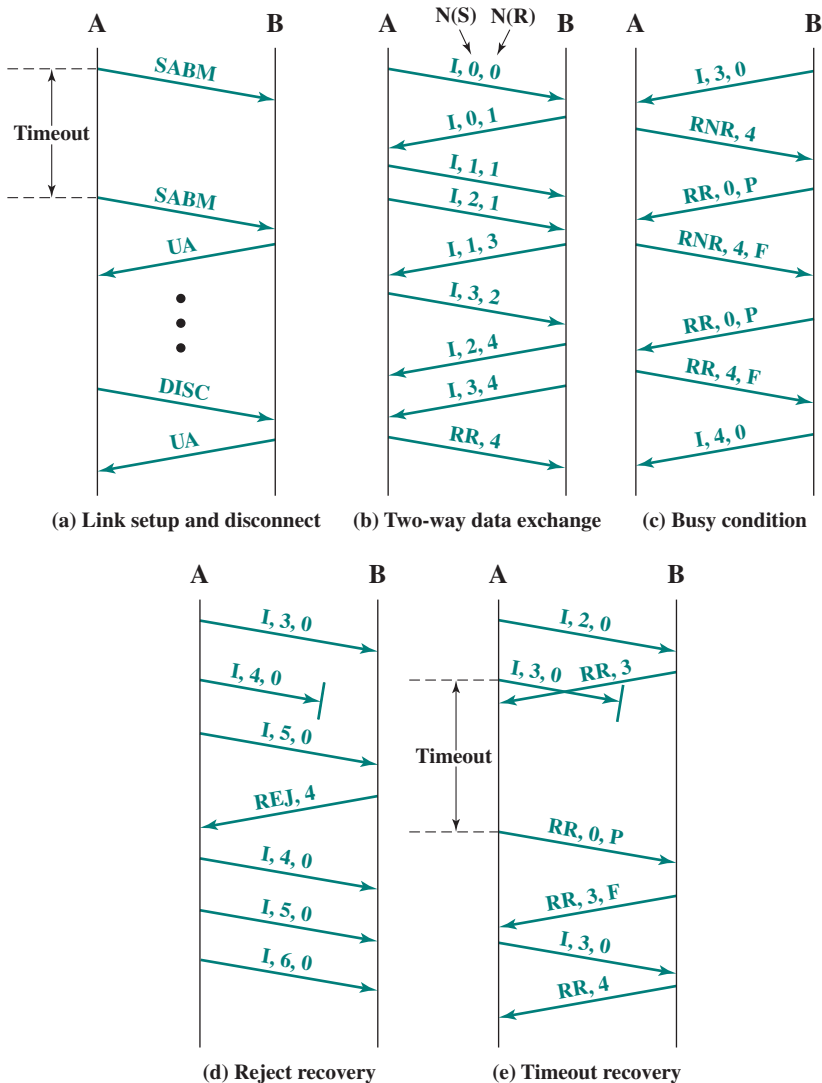 N(S) N(R)
A B
SABM
Timeout
SABM
UA
DISC
UA
(a) Link setup and disconnect
A B
I, 0, 0
I, 0, 1
I, 1, 1
I, 2, 1
I, 1, 3
I, 3, 2
I, 2, 4
I, 3, 4
RR, 4
(b) Two-way data exchange
A B
I, 3, 0
RNR, 4
RR, 0, P
RNR, 4, F
RR, 0, P
RR, 4, F
I, 4, 0
(c) Busy condition
A B
I, 3, 0
I, 4, 0
I, 5, 0
REJ, 4
I, 4, 0
I, 5, 0
I, 6, 0
(d) Reject recovery
A B
I, 2, 0
I, 3, 0 RR, 3
Timeout
RR, 0, P
RR, 3, F
I, 3, 0
RR, 4
(e) Timeout recovery